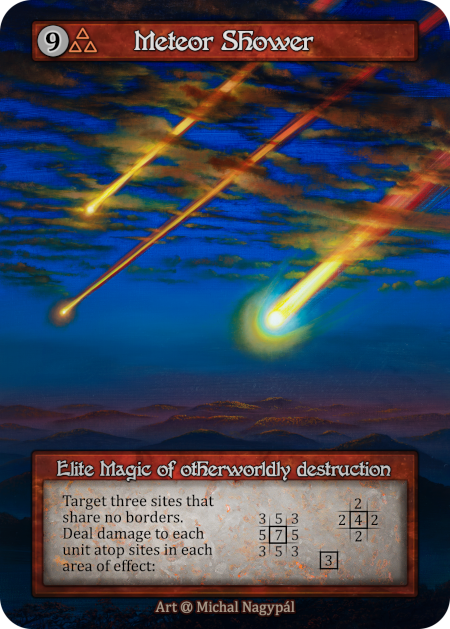 9 Meteor Shower
Elite Magic of otherworldly destruction
Target three sites that
share no borders.
Deal damage to each
unit atop sites in each
area of effect:
3 5 3
5 7 5
3 5 3
2
2 4 2
2
3
Art @ Michal Nagypál